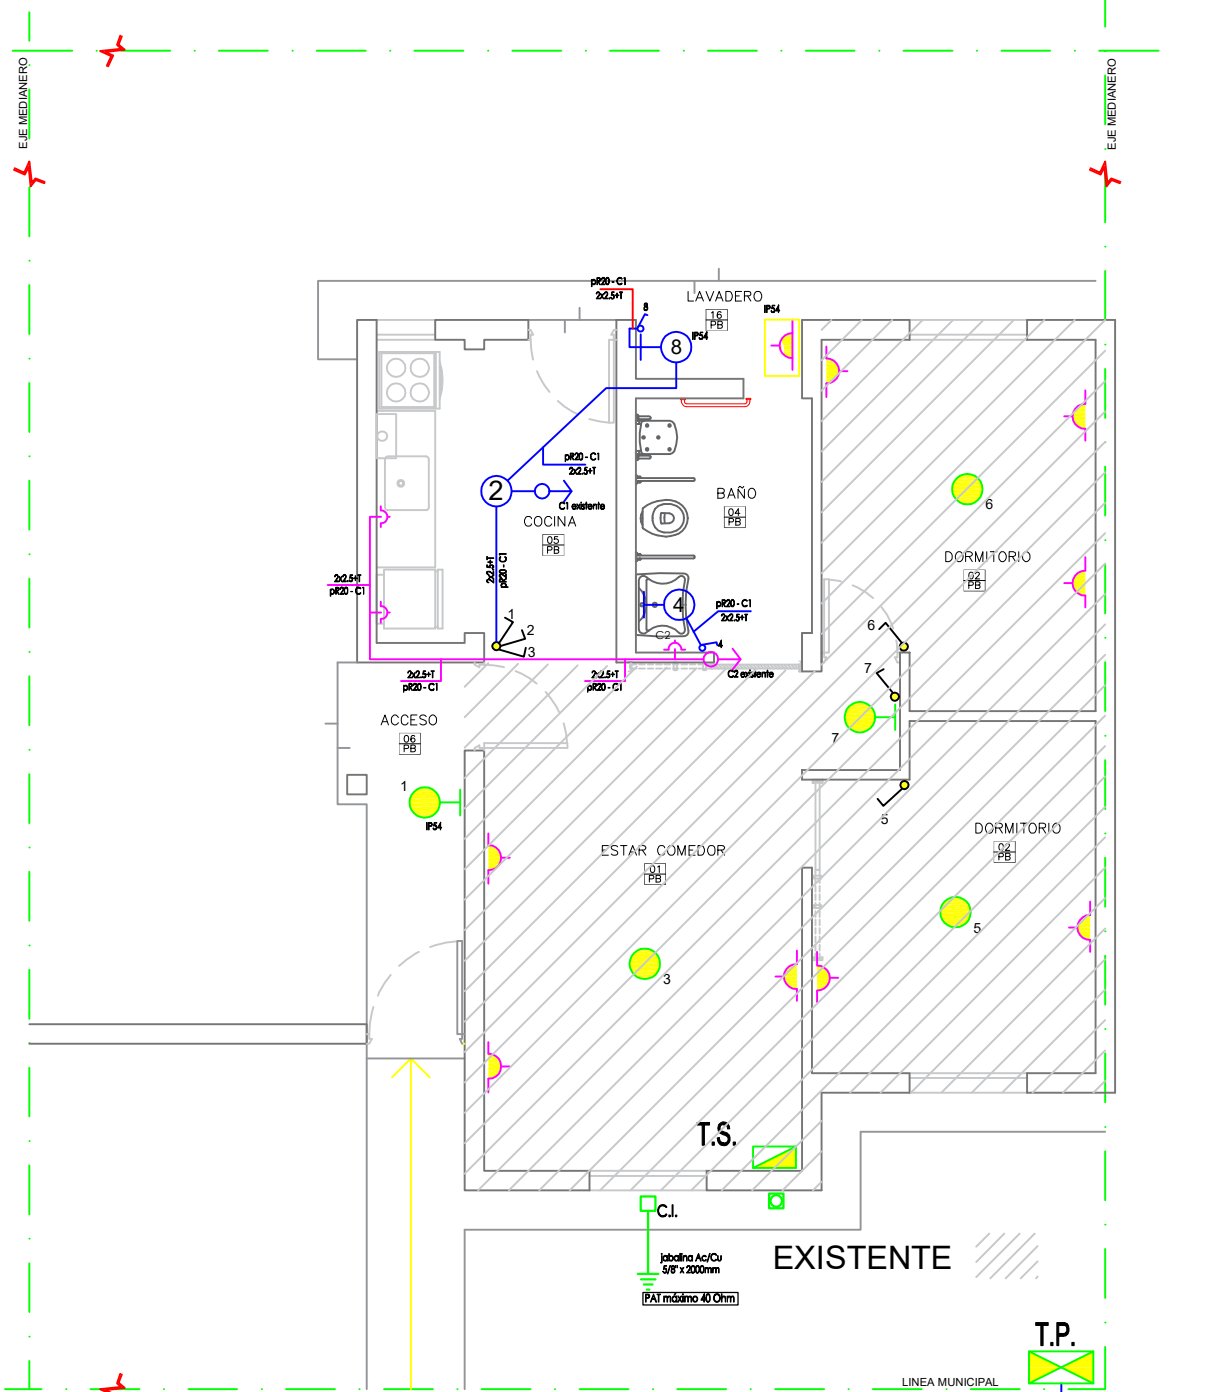 EJE MEDIANERO
EJE MEDIANERO
pR20 - C1
2x2.5+T
8
IP54
8
LAVADERO
16
PB
IP54
pR20 - C1
2x2.5+T
2
C1 existente
COCINA
05
PB
BAÑO
04
PB
6
DORMITORIO
02
PB
2x2.5+T
pR20 - C1
2x2.5+T
pR20 - C1
4
pR20 - C1
2x2.5+T
1
2
3
C2
4
C2 existente
6
7
2x2.5+T
pR20 - C1
2x2.5+T
pR20 - C1
ACCESO
06
PB
7
1
IP54
5
DORMITORIO
02
PB
ESTAR COMEDOR
01
PB
5
3
T.S.
C.I.
jabalina Ac/Cu
5/8" x 2000mm
PAT máximo 40 Ohm
EXISTENTE
T.P.
LINEA MUNICIPAL